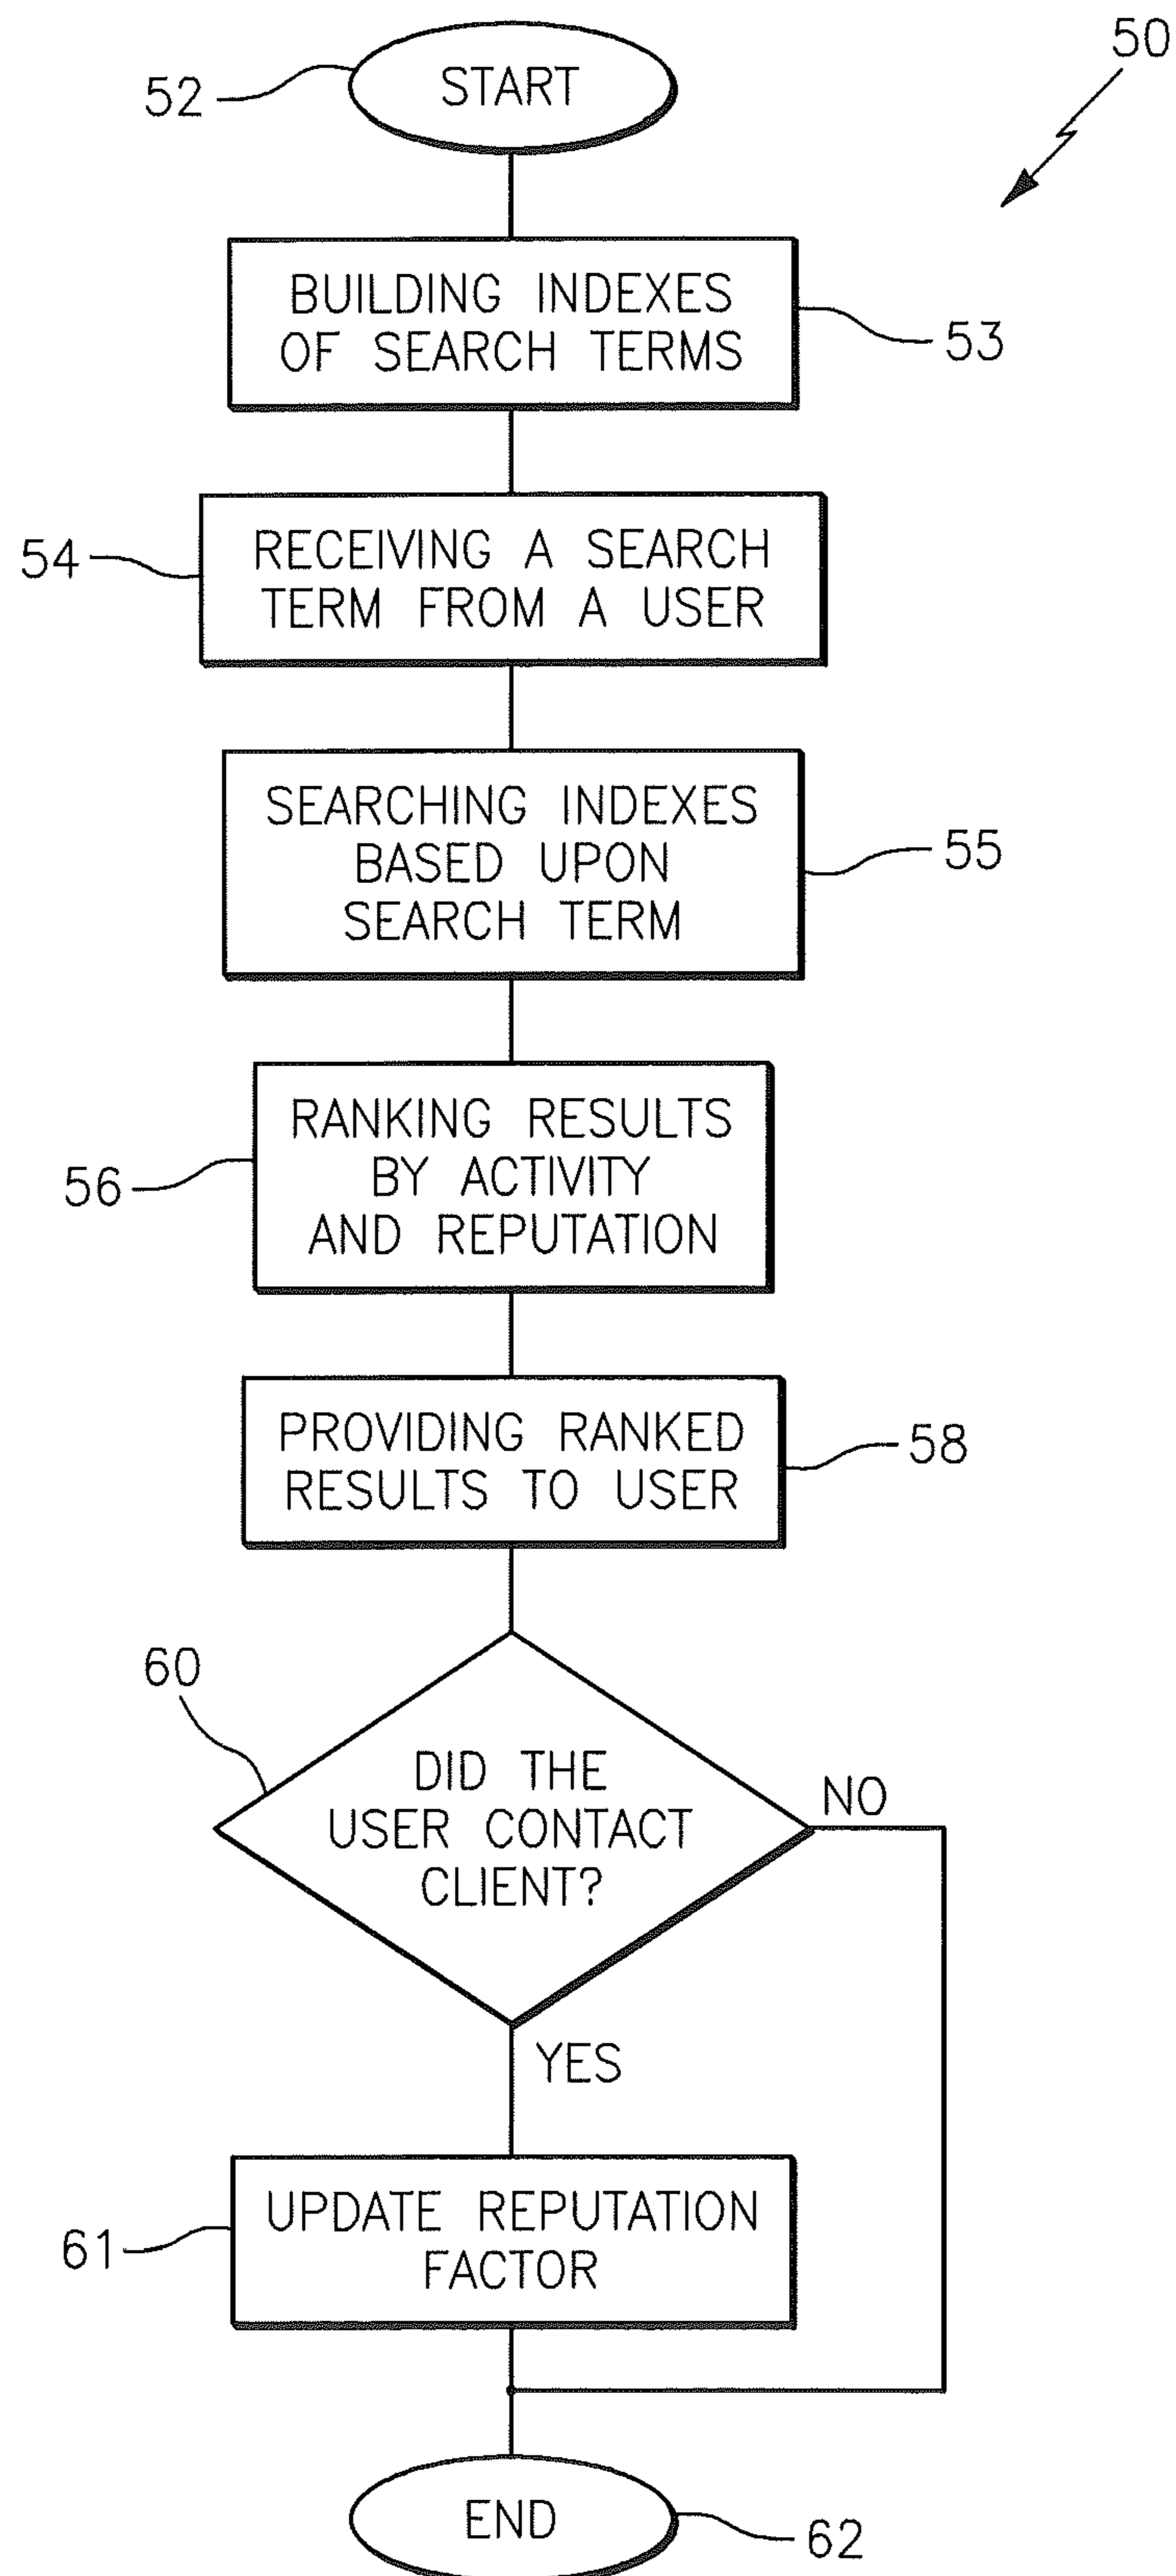 50
52
START
BUILDING INDEXES
OF SEARCH TERMS
53
54
RECEIVING A SEARCH
TERM FROM A USER
SEARCHING INDEXES
BASED UPON
SEARCH TERM
55
RANKING RESULTS
BY ACTIVITY
AND REPUTATION
56
PROVIDING RANKED
RESULTS TO USER
58
60
DID THE
USER CONTACT
CLIENT?
NO
YES
UPDATE REPUTATION
FACTOR
61
END
62